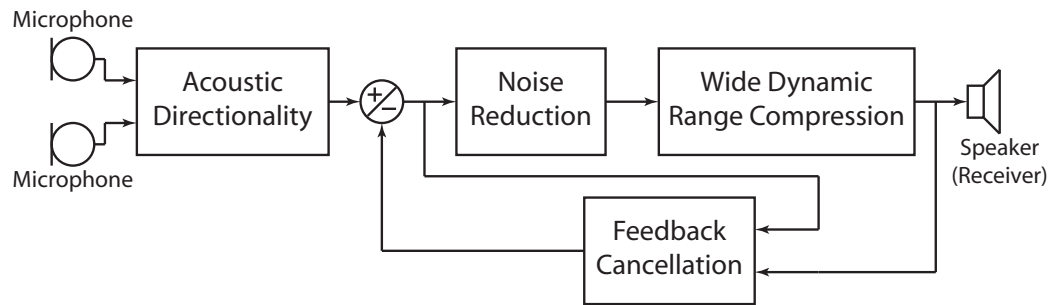 Microphone
Microphone
Acoustic
Directionality
+
−
Noise
Reduction
Wide Dynamic
Range Compression
Speaker
(Receiver)
Feedback
Cancellation